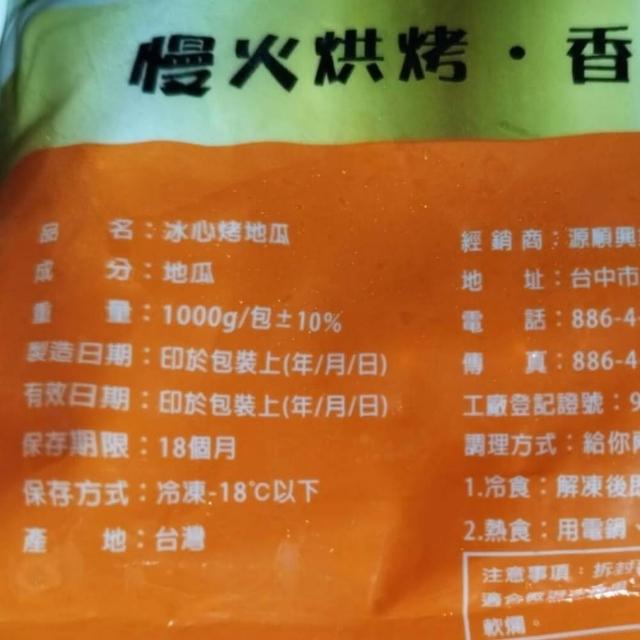 慢火烘烤・香
品名：冰心烤地瓜
成分：地瓜
重量：1000g/包±10%
製造日期：印於包裝上(年/月/日)
有效日期：印於包裝上(年/月/日)
保存期限：18個月
保存方式：冷凍-18℃以下
產地：台灣
經銷商：源順興
地址：台中市
電話：886-4
傳真：886-4
工廠登記證號：9
調理方式：給你
1.冷食：解凍後
2.熱食：用電鍋、
注意事項：拆封
軟爛。